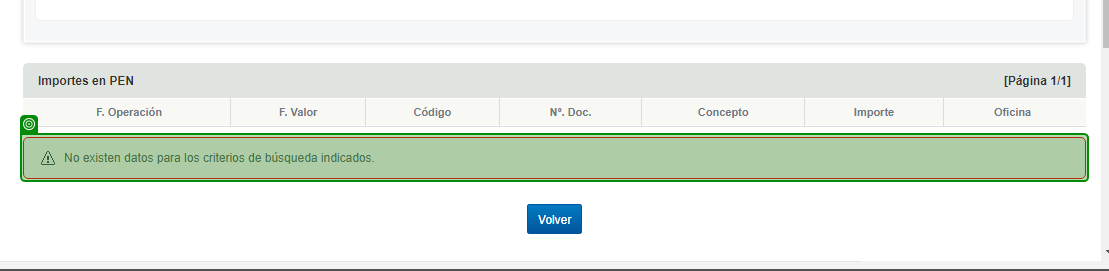 Importes en PEN [Página 1/1]
F. Operación F. Valor Código Nº. Doc. Concepto Importe Oficina
No existen datos para los criterios de búsqueda indicados.
Volver